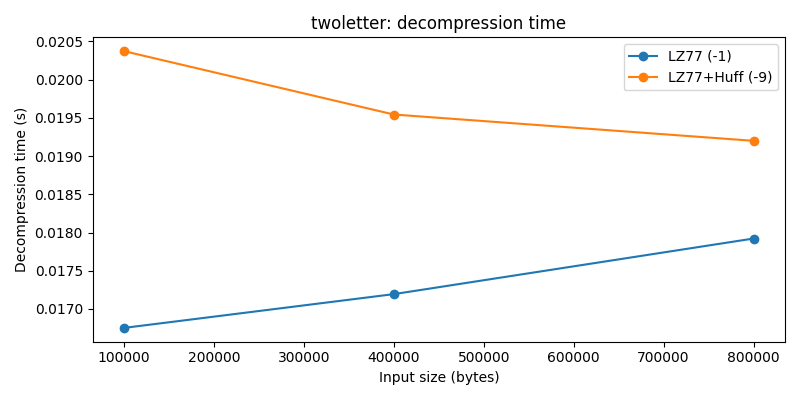 twoletter: decompression time
0.0205
0.0200
0.0195
0.0190
0.0185
0.0180
0.0175
0.0170
Decompression time (s)
LZ77 (-1)
LZ77+Huff (-9)
100000 200000 300000 400000 500000 600000 700000 800000
Input size (bytes)